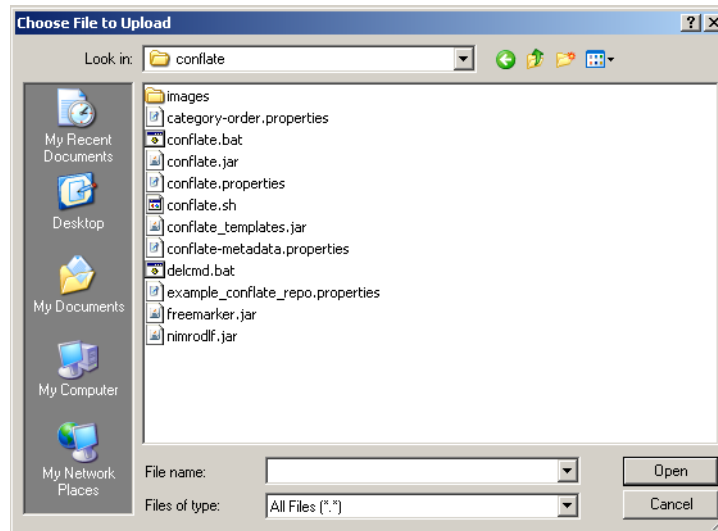 Choose File to Upload
Look in:
conflate
My Recent
Documents
Desktop
My Documents
My Computer
My Network
Places
images
category-order.properties
conflate.bat
conflate.jar
conflate.properties
conflate.sh
conflate_templates.jar
conflate-metadata.properties
delcmd.bat
example_conflate_repo.properties
freemarker.jar
nimrodlf.jar
File name:
Open
Files of type:
All Files (*.*)
Cancel